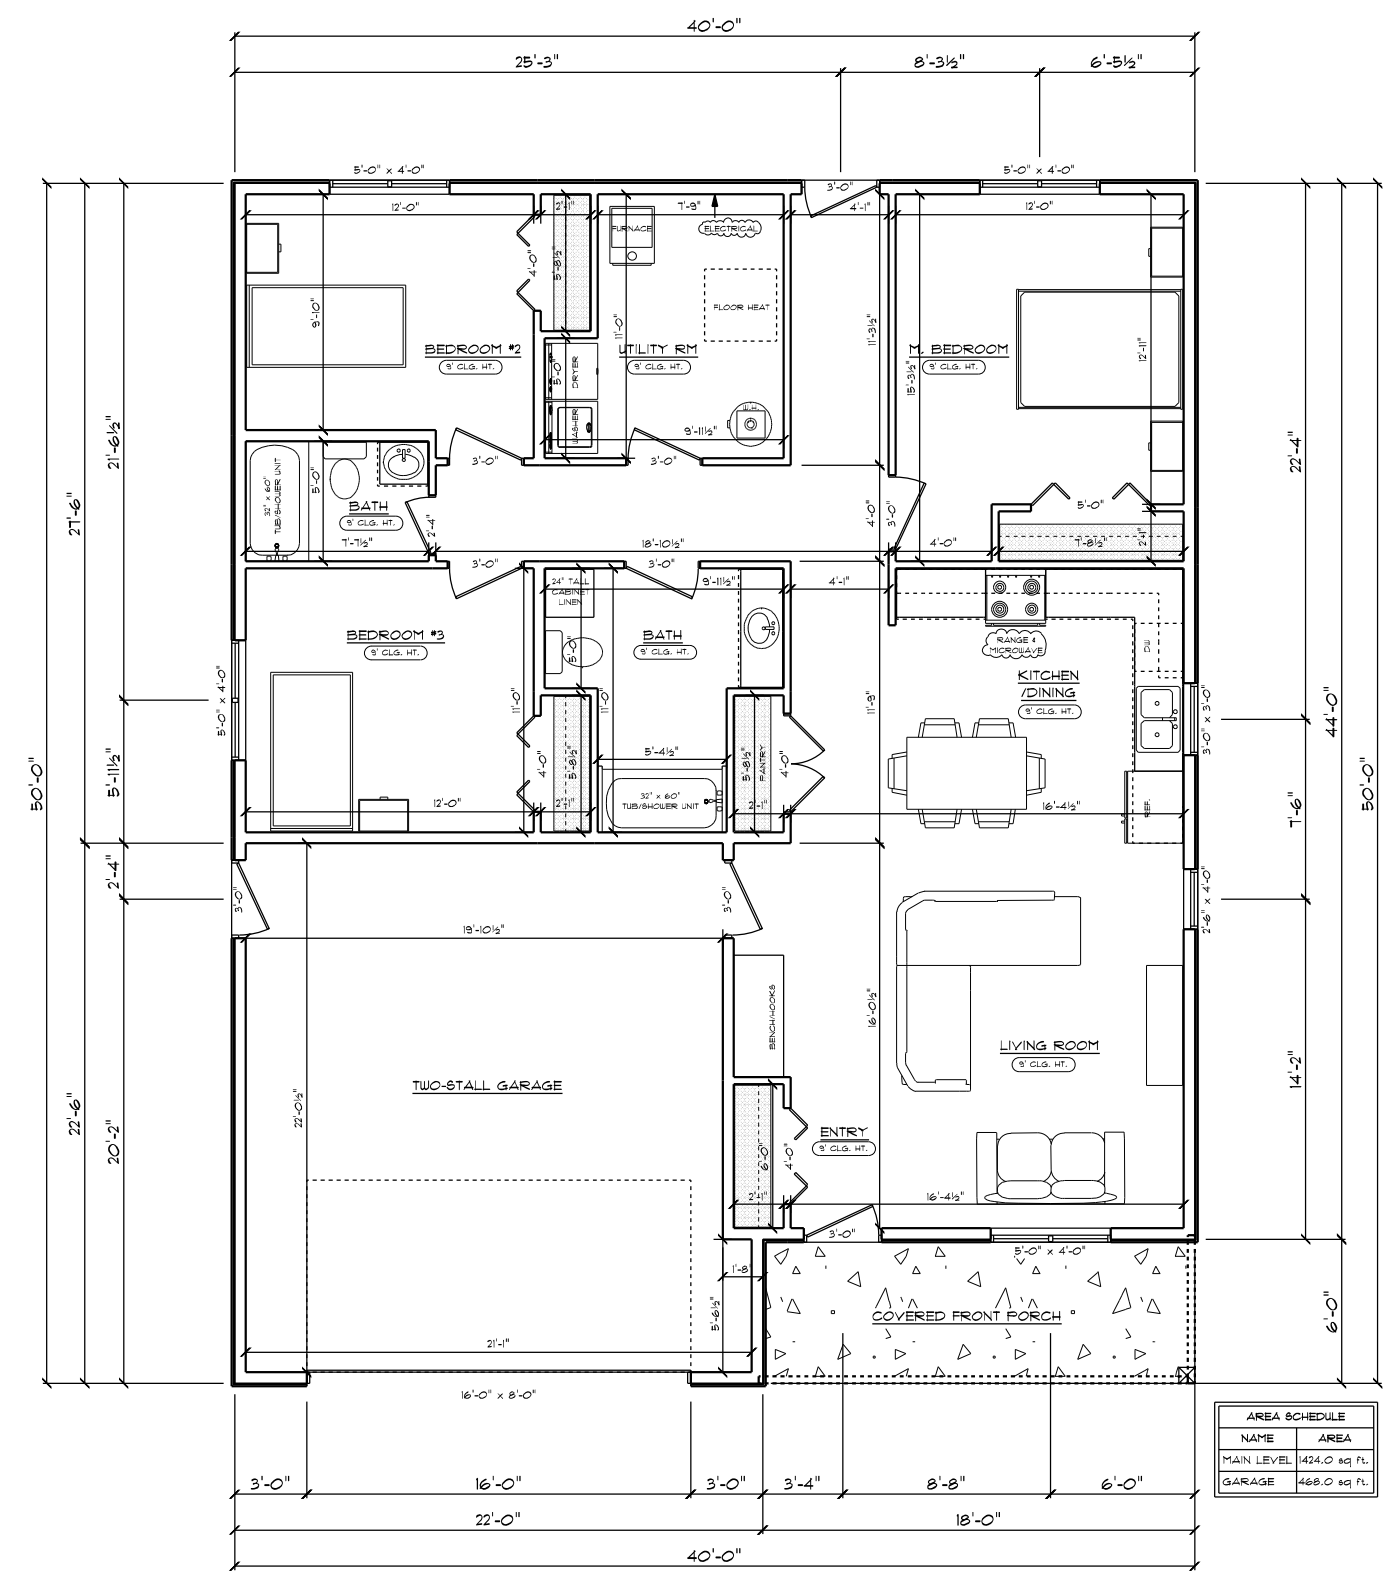 40'-0"
25'-3"
8'-3½"
6'-5½"
5'-0" x 4'-0"
3'-0"
5'-0" x 4'-0"
12'-0"
2'-1"
7'-9"
4'-1"
12'-0"
FURNACE
ELECTRICAL
4'-0"
5'-8½"
FLOOR HEAT
9'-10"
11'-0"
11'-3½"
BEDROOM #2
9' CLG. HT.
UTILITY RM
9' CLG. HT.
M. BEDROOM
9' CLG. HT.
12'-11"
15'-3½"
5'-0"
DRYER
WASHER
W.H.
9'-11½"
21'-6½"
22'-4"
3'-0"
3'-0"
32" x 60"
TUB/SHOWER UNIT
5'-0"
BATH
9' CLG. HT.
2'-4"
7'-7½"
18'-10½"
4'-0"
3'-0"
5'-0"
4'-0"
7'-8½"
2'-1"
27'-6"
3'-0"
3'-0"
9'-11½"
4'-1"
24" TALL
CABINET
LINEN
BEDROOM #3
9' CLG. HT.
BATH
9' CLG. HT.
5'-0"
RANGE &
MICROWAVE
DW
KITCHEN
/DINING
9' CLG. HT.
5'-0" x 4'-0"
11'-0"
11'-0"
11'-9"
3'-0" x 3'-0"
44'-0"
5'-11½"
4'-0"
5'-8½"
5'-4½"
5'-8½"
PANTRY
4'-0"
50'-0"
50'-0"
32" x 60"
TUB/SHOWER UNIT
12'-0"
2'-1"
2'-1"
16'-4½"
REF.
7'-6"
2'-4"
3'-0"
3'-0"
2'-6" x 4'-0"
19'-10½"
BENCH/HOOKS
16'-0½"
LIVING ROOM
9' CLG. HT.
14'-2"
TWO-STALL GARAGE
22'-0½"
22'-6"
20'-2"
ENTRY
9' CLG. HT.
6'-0"
4'-0"
2'-1"
16'-4½"
3'-0"
5'-0" x 4'-0"
1'-8"
5'-6½"
COVERED FRONT PORCH
6'-0"
21'-1"
16'-0" x 8'-0"
AREA SCHEDULE
NAME AREA
MAIN LEVEL 1424.0 sq ft.
GARAGE 468.0 sq ft.
3'-0"
16'-0"
3'-0"
3'-4"
8'-8"
6'-0"
22'-0"
18'-0"
40'-0"